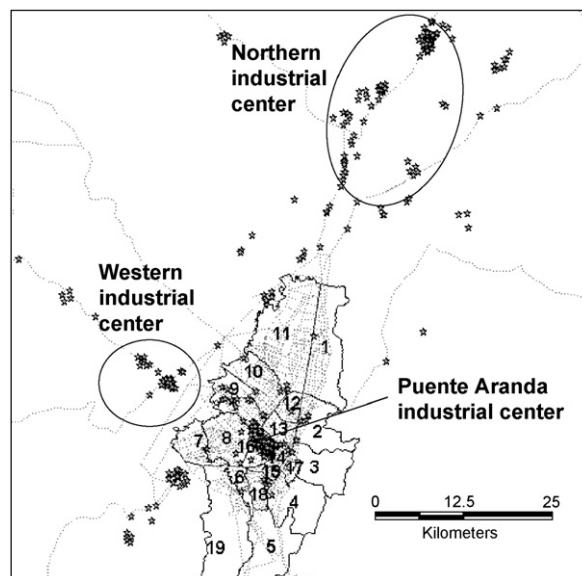 Northern
industrial
center
Western
industrial
center
11
1
10
9
12
Puente Aranda
industrial center
13
2
7
8
16
14
17
3
15
6
18
4
19
5
0 12.5 25
Kilometers